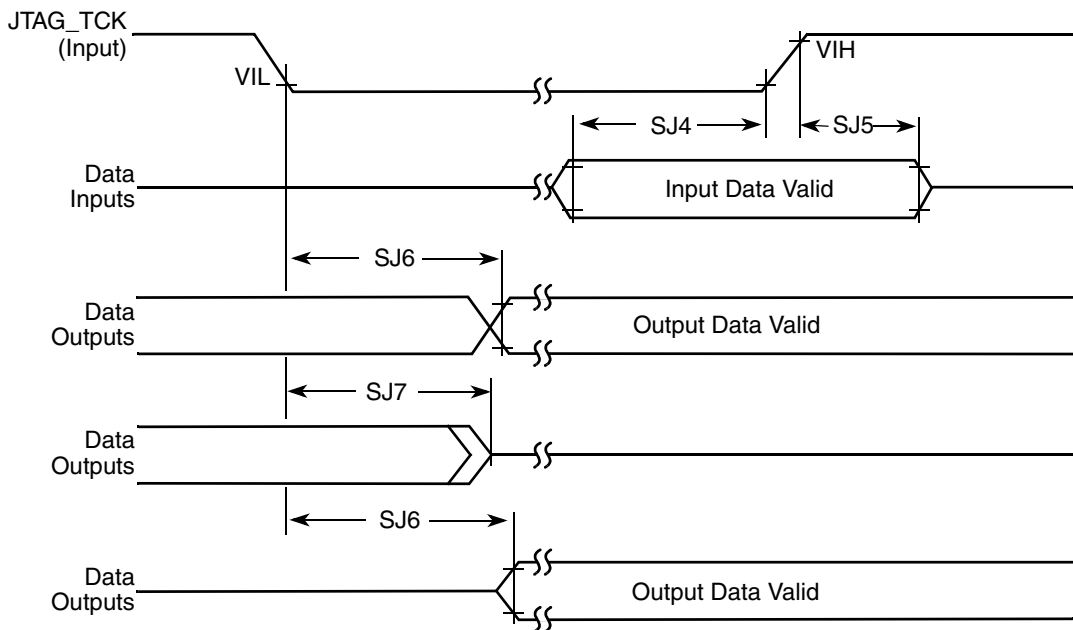 JTAG_TCK
(Input)
VIL
VIH
SJ4
SJ5
Data
Inputs
Input Data Valid
SJ6
Data
Outputs
Output Data Valid
SJ7
Data
Outputs
SJ6
Data
Outputs
Output Data Valid